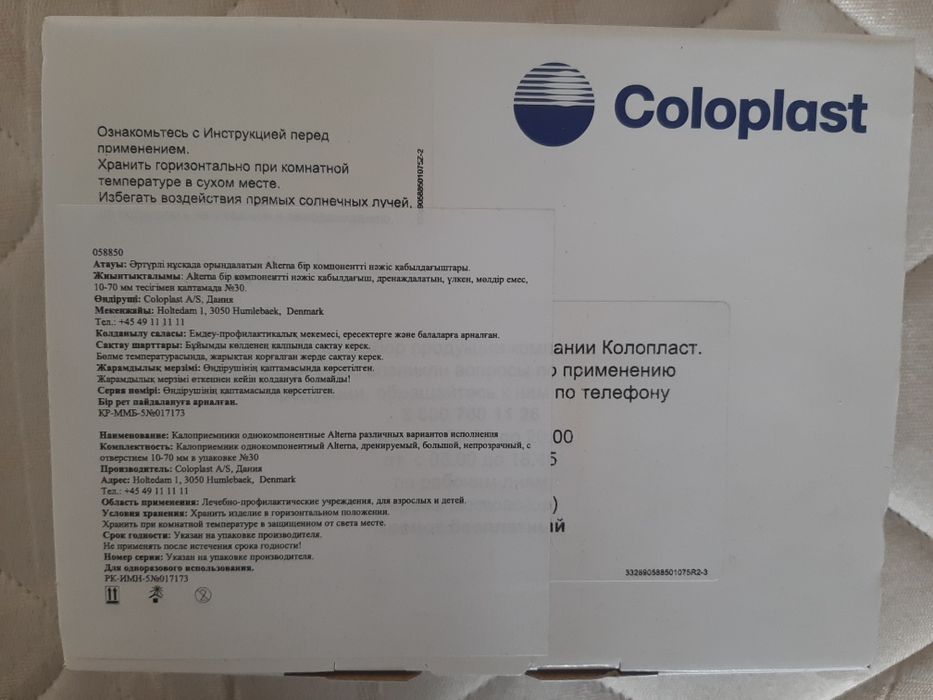 Coloplast
Ознакомьтесь с Инструкцией перед
применением.
Хранить горизонтально при комнатной
температуре в сухом месте.
Избегать воздействия прямых солнечных лучей.
058850
Атауы: Әртүрлі нұсқада орындалатын Alterna бір компонентті нәжіс қабылдағыштары.
Жиынтықталымы: Alterna бір компонентті нәжіс қабылдағыш, дренаждалатын, үлкен, мөлдір емес,
10-70 мм тесігімен қаптамада №30.
Өндіруші: Coloplast A/S, Дания
Мекенжайы: Holtedam 1, 3050 Humlebaek, Denmark
Тел.: +45 49 11 11 11
Қолданылу саласы: Емдеу-профилактикалық мекемесі, ересектерге және балаларға арналған.
Сақтау шарттары: Бұйымды көлденең қалпында сақтау керек.
Бөлме температурасында, жарықтан қорғалған жерде сақтау керек.
Жарамдылық мерзімі: Өндірушінің қаптамасында көрсетілген.
Жарамдылық мерзімі өткеннен кейін қолдануға болмайды!
Серия нөмірі: Өндірушінің қаптамасында көрсетілген.
Бір рет пайдалануға арналған.
ҚР-ММБ-5№017173
Наименование: Калоприемники однокомпонентные Alterna различных вариантов исполнения
Комплектность: Калоприемник однокомпонентный Alterna, дренируемый, большой, непрозрачный, с
отверстием 10-70 мм в упаковке №30
Производитель: Coloplast A/S, Дания
Адрес: Holtedam 1, 3050 Humlebaek, Denmark
Тел.: +45 49 11 11 11
Область применения: Лечебно-профилактические учреждения, для взрослых и детей.
Условия хранения: Хранить изделие в горизонтальном положении.
Хранить при комнатной температуре в защищенном от света месте.
Срок годности: Указан на упаковке производителя.
Не применять после истечения срока годности!
Номер серии: Указан на упаковке производителя.
Для одноразового использования.
РК-ИМН-5№017173
ании Колопласт.
о применению
по телефону
00
5
)
ій
332690588501075R2-3